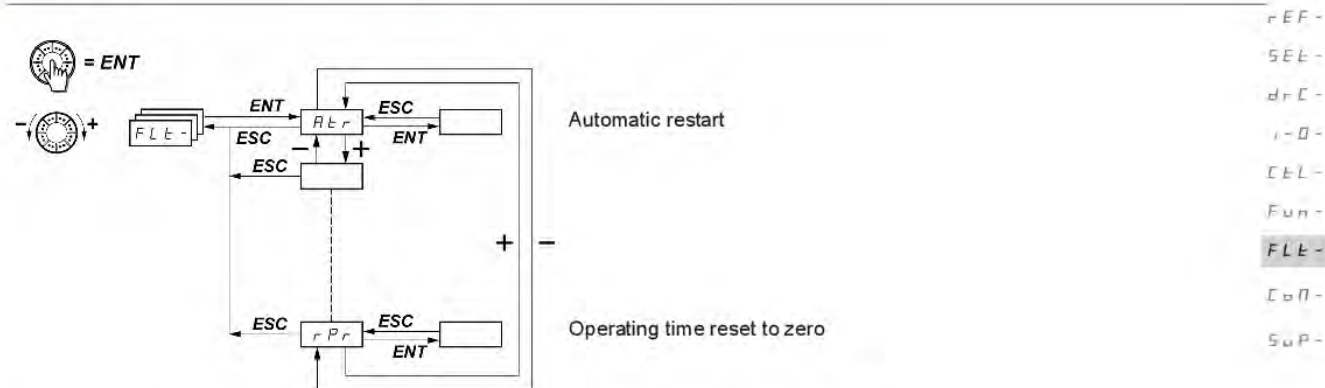 = ENT
- +
FLt-
ENT
ESC
Atr
ESC
ENT
Automatic restart
- +
ESC
+ -
ESC
rPr
ESC
ENT
Operating time reset to zero
rEF-
SEt-
drC-
i-O-
CtL-
Fun-
FLt-
CoM-
SuP-